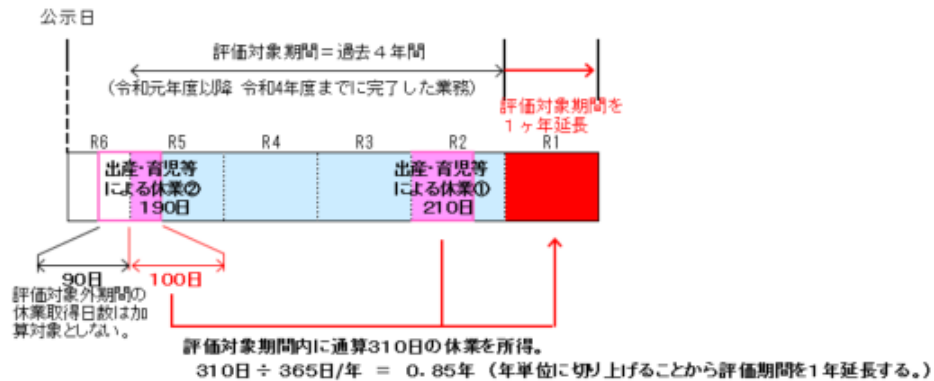 公示日
評価対象期間＝過去４年間
（令和元年度以降 令和4年度までに完了した業務）
評価対象期間を
１ヶ年延長
R6 R5 R4 R3 R2 R1
出産・育児等
による休業②
190日
出産・育児等
による休業①
210日
90日
100日
評価対象外期間の
休業取得日数は加
算対象としない。
評価対象期間内に通算310日の休業を所得。
310日 ÷ 365日/年 ＝ 0.85年 （年単位に切り上げることから評価期間を1年延長する。）